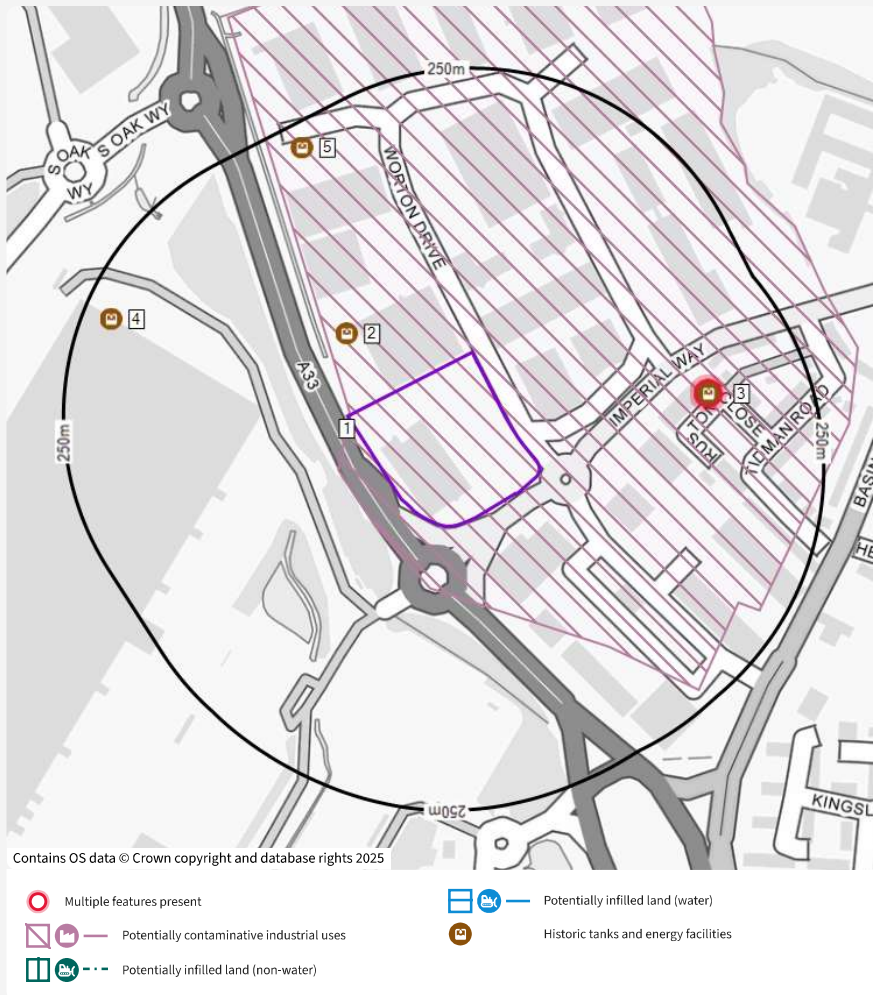 250m
S OAK WY
S OAK
WY
5
WORTON DRIVE
4
2
A33
IMPERIAL WAY
3
RUS
TON
CLOSE
TIDMAN ROAD
1
250m
250m
BASIN
HE
250m
KINGSL
Contains OS data © Crown copyright and database rights 2025
Multiple features present
Potentially infilled land (water)
Potentially contaminative industrial uses
Historic tanks and energy facilities
Potentially infilled land (non-water)